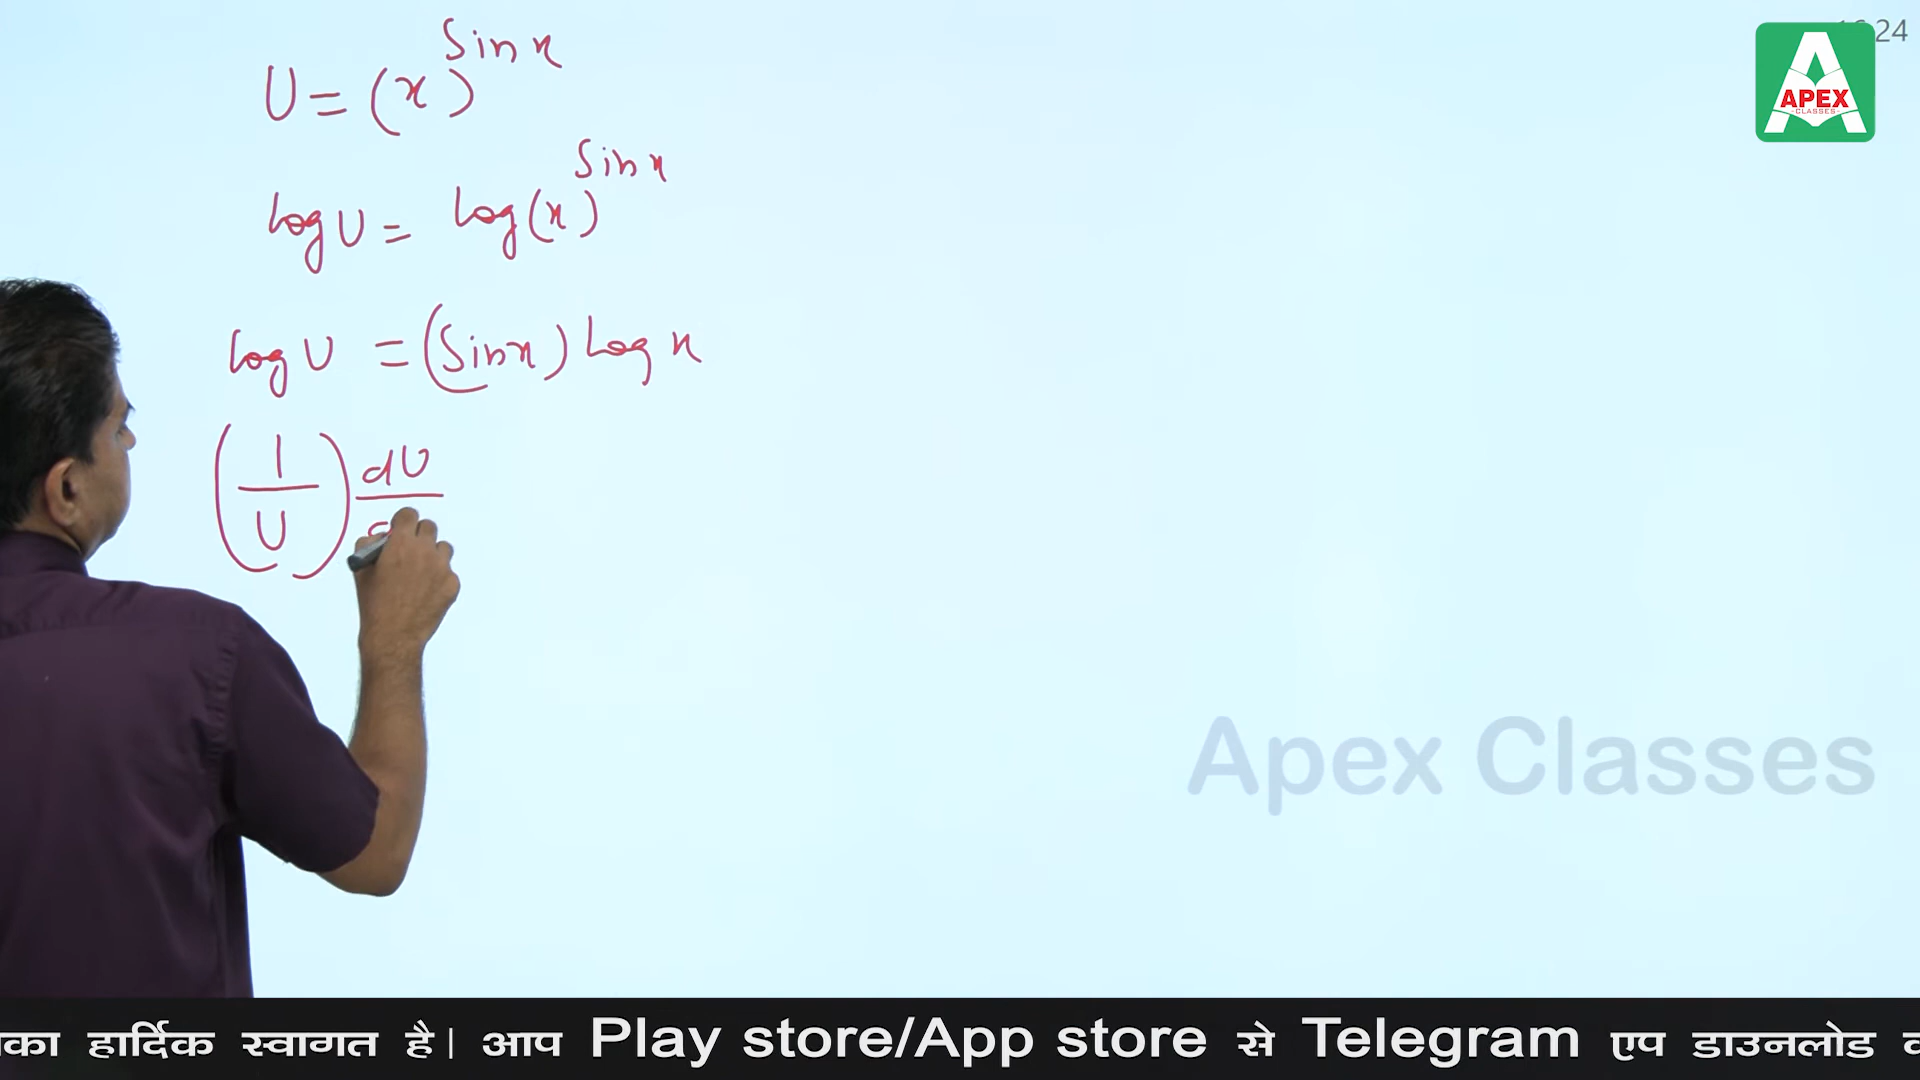 U = (x)^Sin x
log U = log(x)^Sin x
log U = (Sin x) log x
(1/U) dU/
24
APEX
CLASSES
Apex Classes
हार्दिक स्वागत है| आप Play store/App store से Telegram एप डाउनलोड